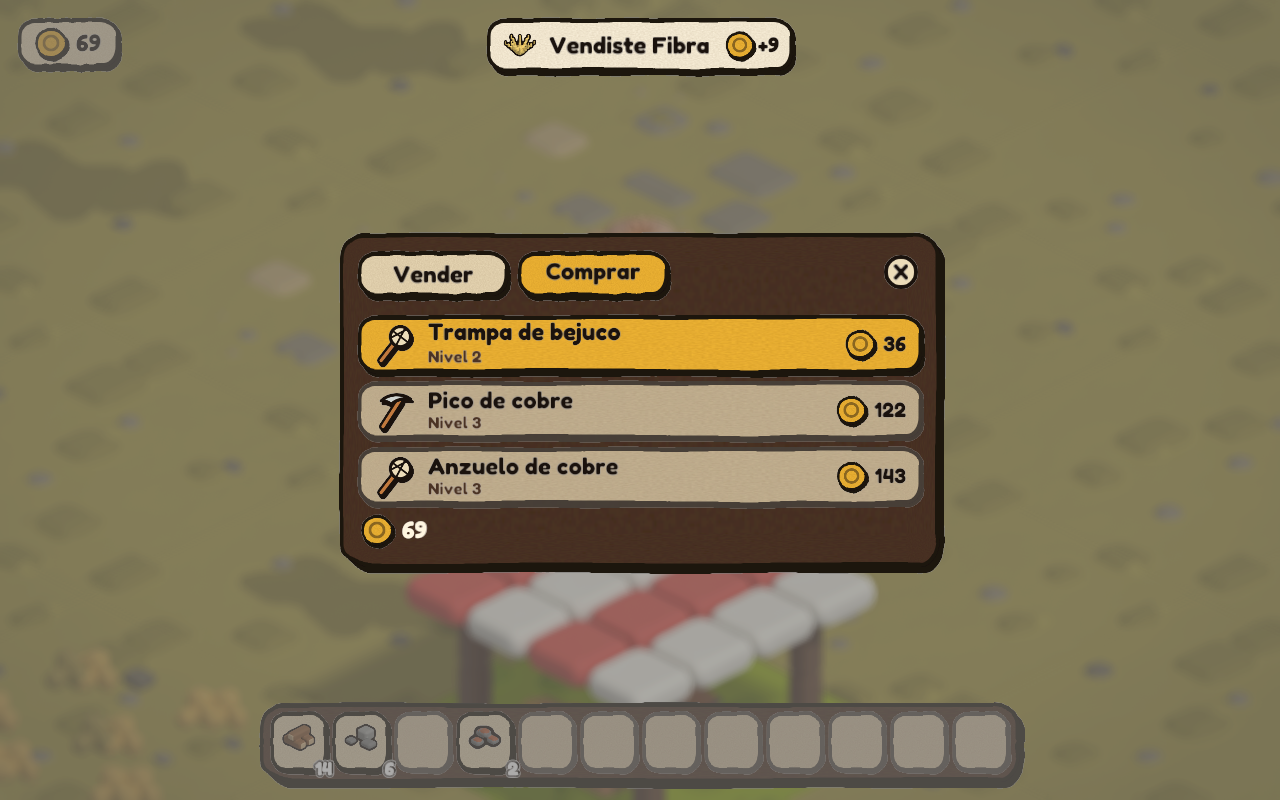 69
Vendiste Fibra +9
Vender Comprar
Trampa de bejuco
Nivel 2
36
Pico de cobre
Nivel 3
122
Anzuelo de cobre
Nivel 3
143
69
14 6 2